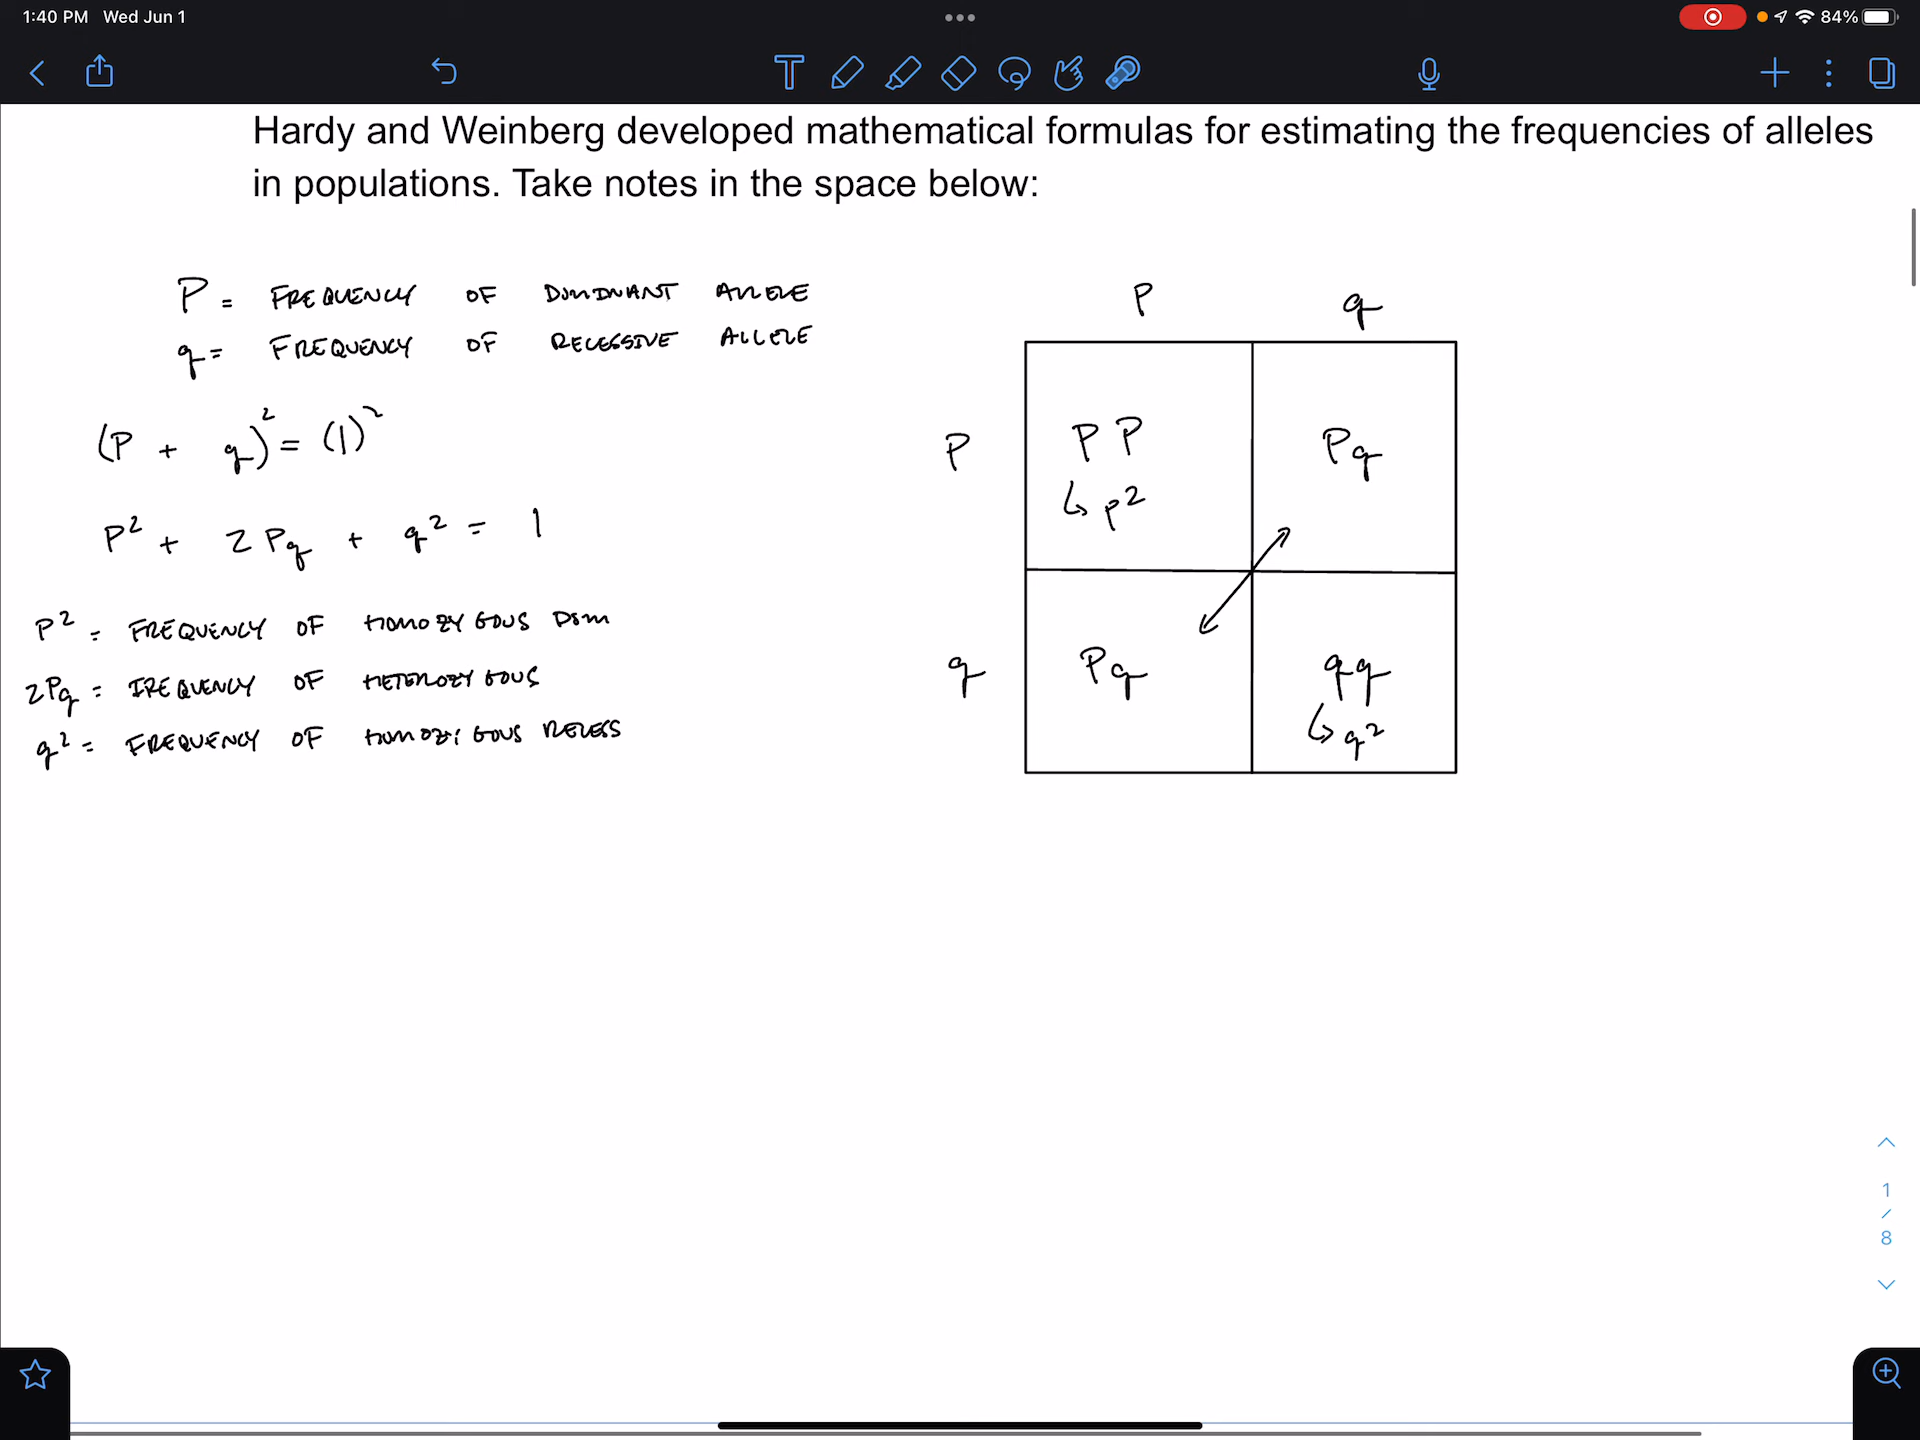 1:40 PM Wed Jun 1
84%
Hardy and Weinberg developed mathematical formulas for estimating the frequencies of alleles
in populations. Take notes in the space below:
P = FREQUENCY OF DOMINANT ALLELE
q = FREQUENCY OF RECESSIVE ALLELE
(P + q)² = (1)²
P² + 2Pq + q² = 1
P² = FREQUENCY OF HOMOZYGOUS DOM
2Pq = FREQUENCY OF HETEROZYGOUS
q² = FREQUENCY OF HOMOZYGOUS RECESS
P q
P PP Pq
↳ P²
q Pq qq
↳ q²
1
/
8